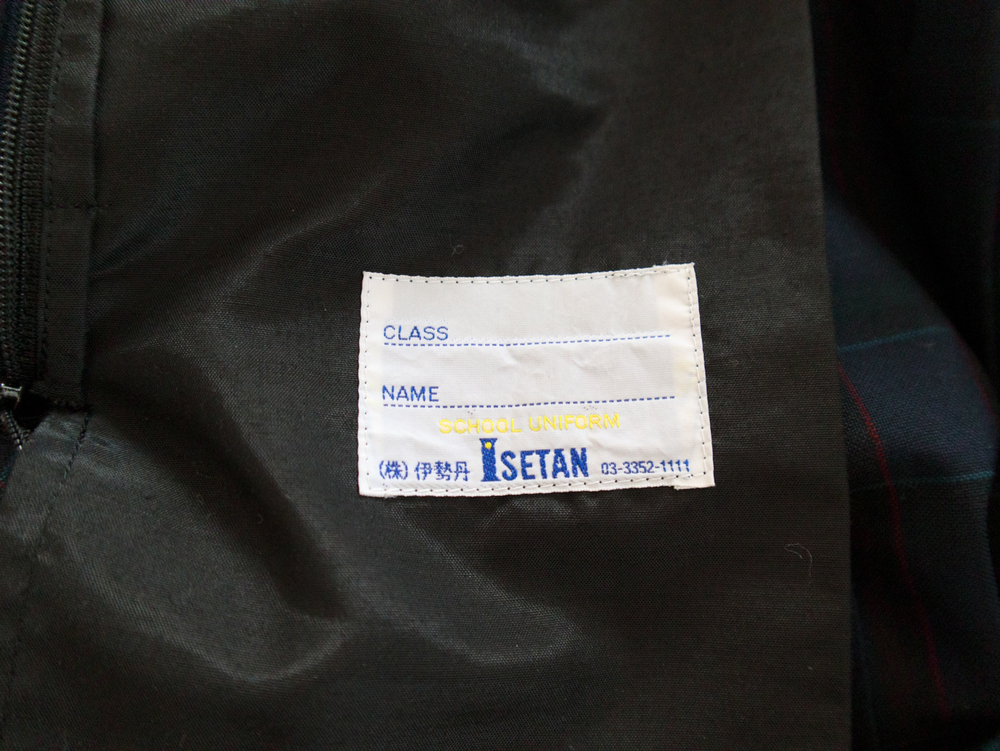 CLASS
NAME
SCHOOL UNIFORM
(株) 伊勢丹 ISETAN 03-3352-1111